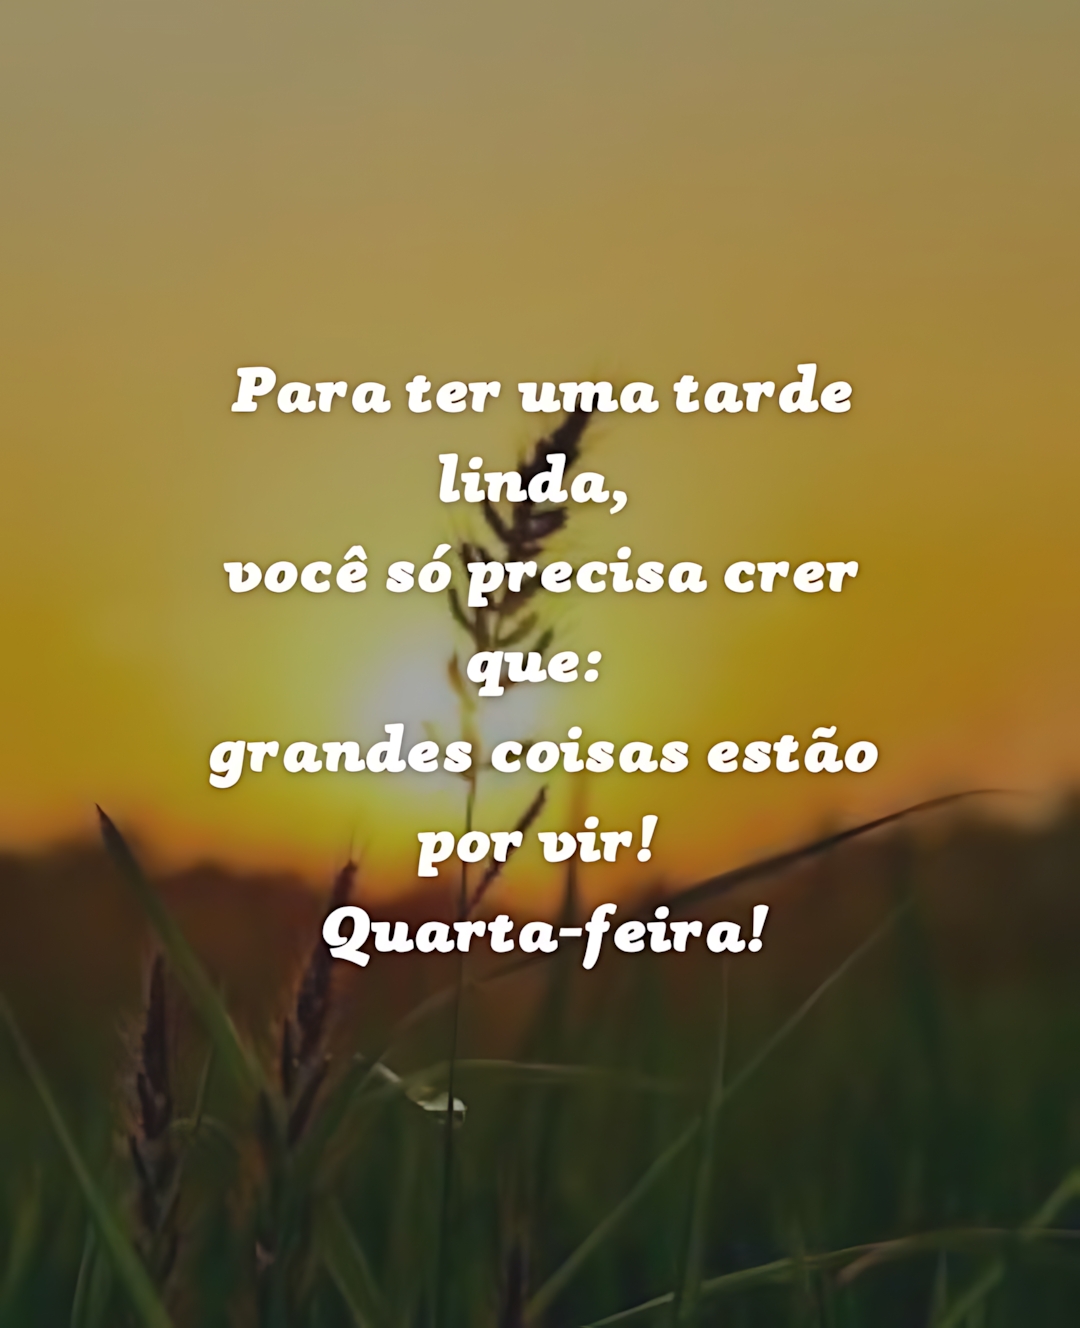 Para ter uma tarde
linda,
você só precisa crer
que:
grandes coisas estão
por vir!
Quarta-feira!